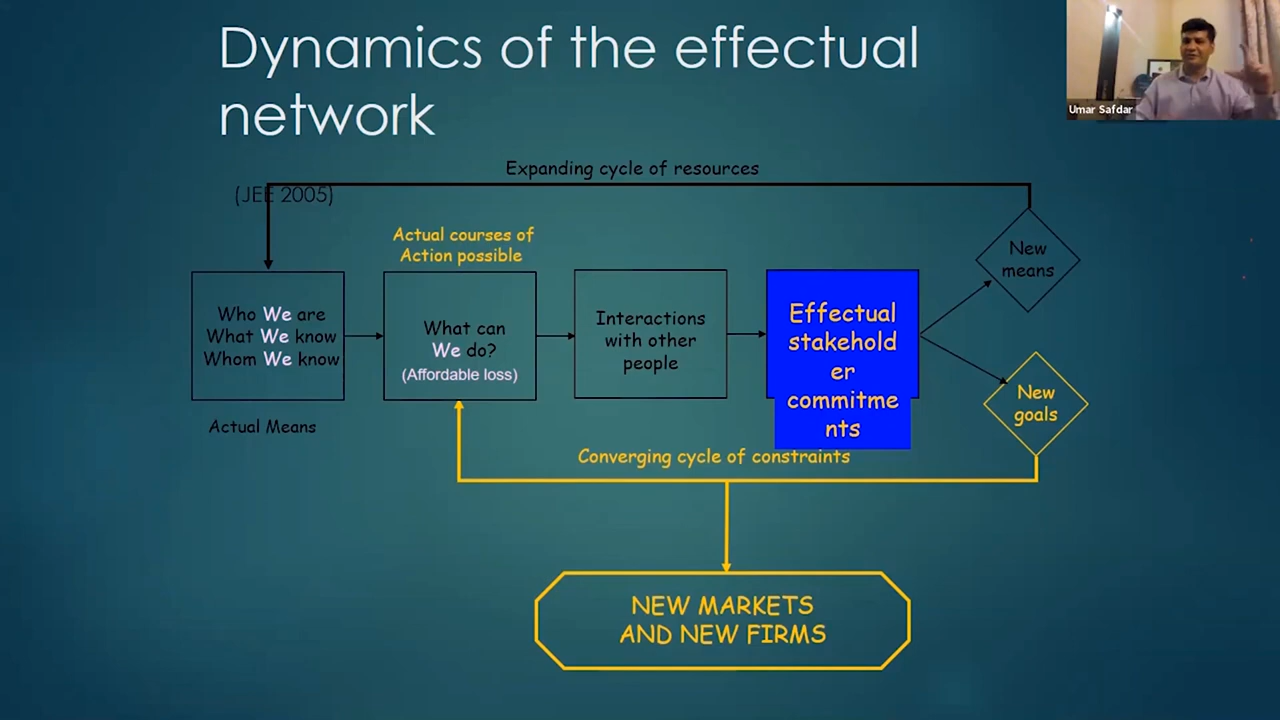 Dynamics of the effectual
network
Umar Safdar
Expanding cycle of resources
(JEE 2005)
Actual courses of
Action possible
New
means
Who We are
What We know
Whom We know
What can
We do?
(Affordable loss)
Interactions
with other
people
Effectual
stakehold
er
commitme
nts
New
goals
Actual Means
Converging cycle of constraints
NEW MARKETS
AND NEW FIRMS